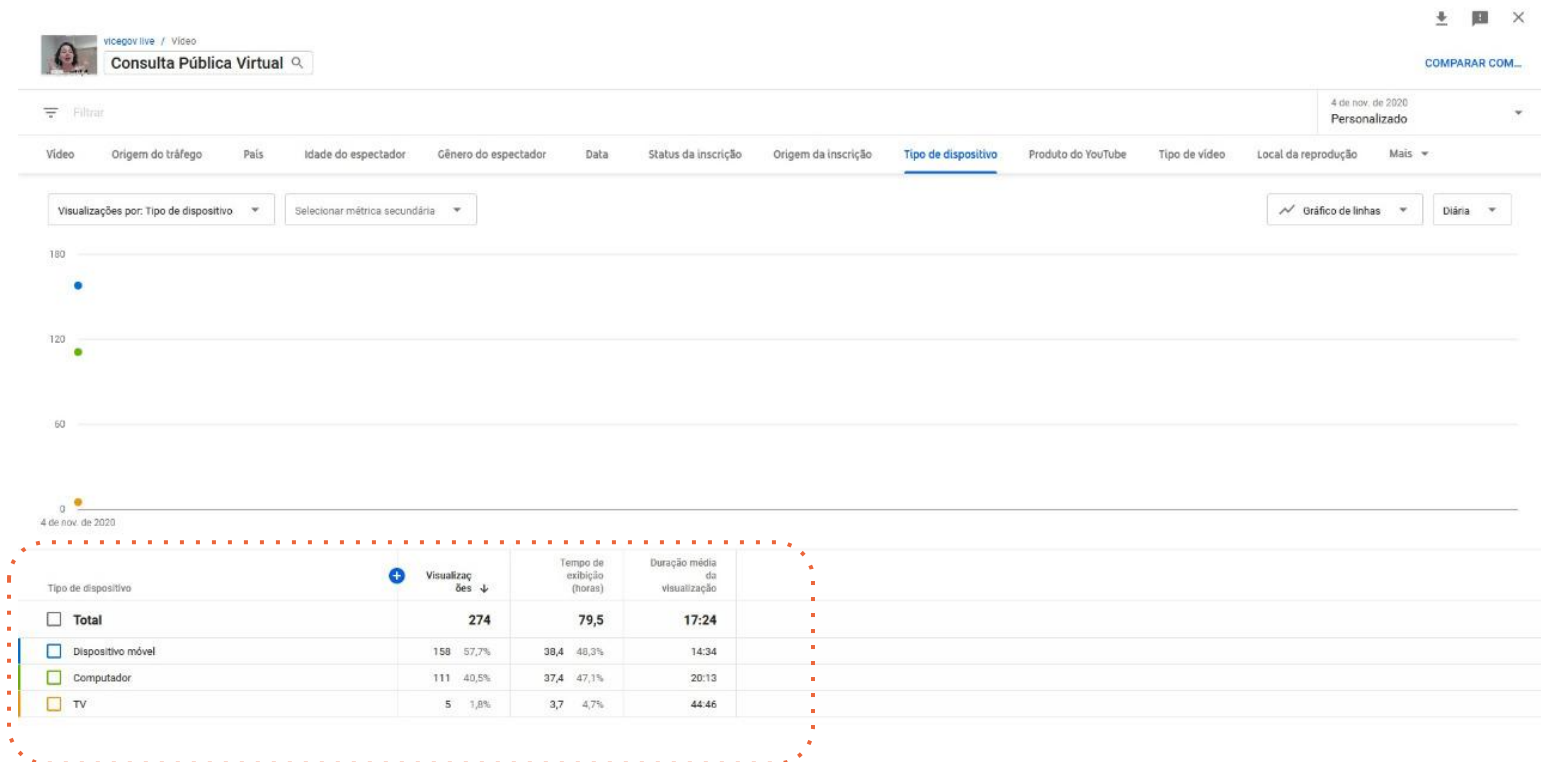 vicegov live / Vídeo
Consulta Pública Virtual
COMPARAR COM...
Filtrar
4 de nov. de 2020
Personalizado
Vídeo Origem do tráfego País Idade do espectador Gênero do espectador Data Status da inscrição Origem da inscrição Tipo de dispositivo Produto do YouTube Tipo de vídeo Local da reprodução Mais
Visualizações por: Tipo de dispositivo Selecionar métrica secundária Gráfico de linhas Diária
180
120
60
0
4 de nov. de 2020
Tipo de dispositivo
Visualizaç
ões
Tempo de
exibição
(horas)
Duração média
da
visualização
Total 274 79,5 17:24
Dispositivo móvel 158 57,7% 38,4 48,3% 14:34
Computador 111 40,5% 37,4 47,1% 20:13
TV 5 1,8% 3,7 4,7% 44:46